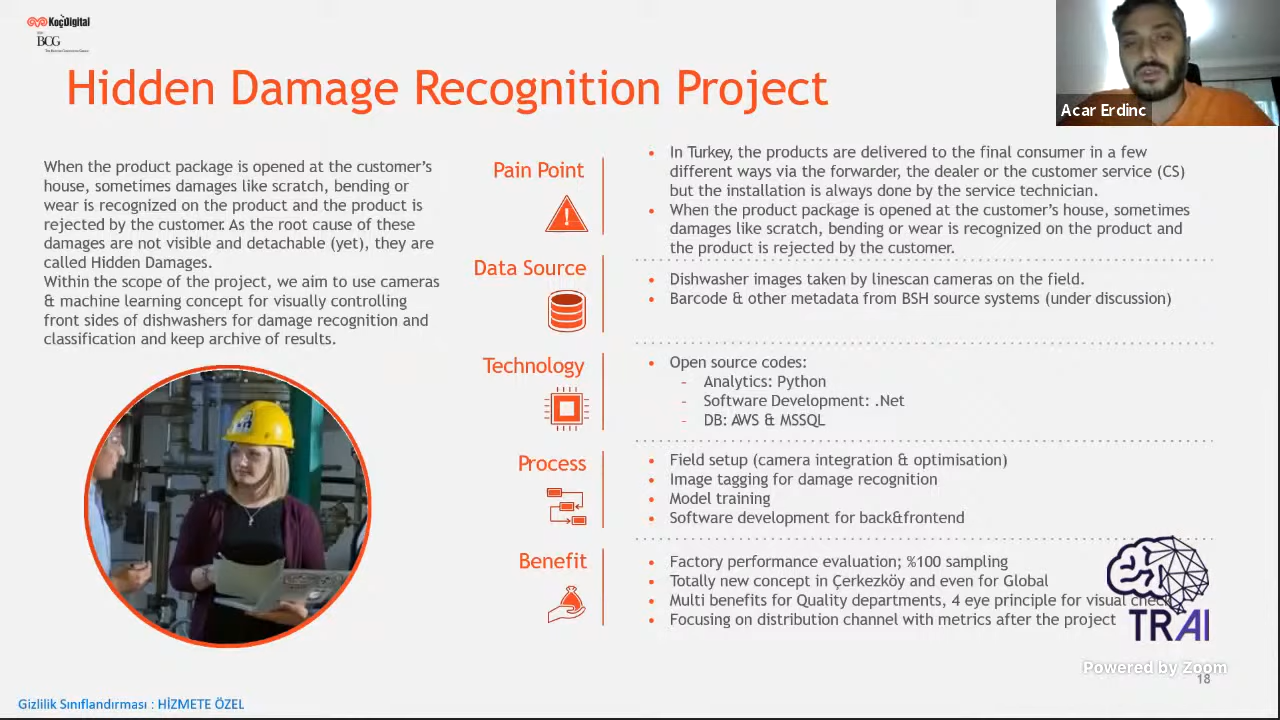 KoçDigital
BCG
Hidden Damage Recognition Project
Acar Erdinc
When the product package is opened at the customer's
house, sometimes damages like scratch, bending or
wear is recognized on the product and the product is
rejected by the customer. As the root cause of these
damages are not visible and detachable (yet), they are
called Hidden Damages.
Within the scope of the project, we aim to use cameras
& machine learning concept for visually controlling
front sides of dishwashers for damage recognition and
classification and keep archive of results.
Pain Point
• In Turkey, the products are delivered to the final consumer in a few
different ways via the forwarder, the dealer or the customer service (CS)
but the installation is always done by the service technician.
• When the product package is opened at the customer's house, sometimes
damages like scratch, bending or wear is recognized on the product and
the product is rejected by the customer.
Data Source
• Dishwasher images taken by linescan cameras on the field.
• Barcode & other metadata from BSH source systems (under discussion)
Technology
• Open source codes:
- Analytics: Python
- Software Development: .Net
- DB: AWS & MSSQL
Process
• Field setup (camera integration & optimisation)
• Image tagging for damage recognition
• Model training
• Software development for back&frontend
Benefit
• Factory performance evaluation; %100 sampling
• Totally new concept in Çerkezköy and even for Global
• Multi benefits for Quality departments, 4 eye principle for visual check
• Focusing on distribution channel with metrics after the project
TRAI
Powered by Zoom
18
Gizlilik Sınıflandırması : HİZMETE ÖZEL